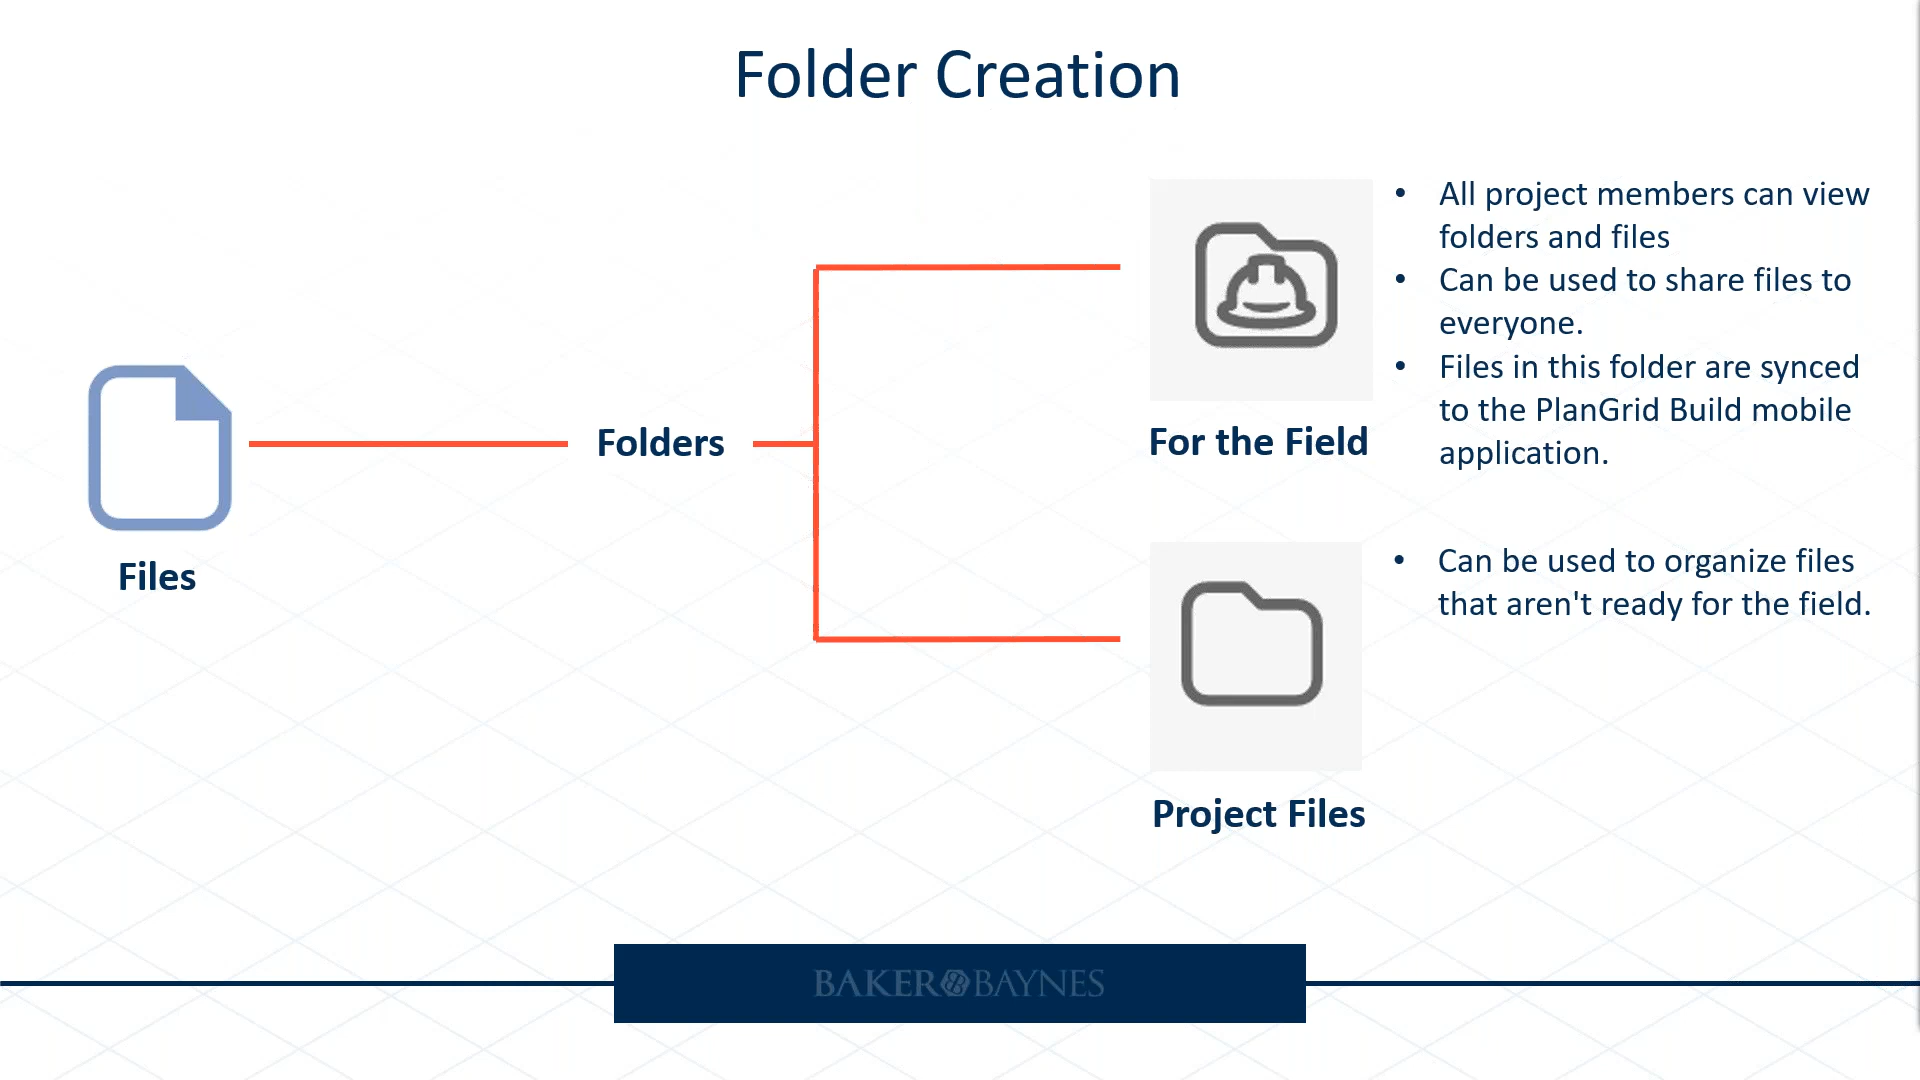 Folder Creation
• All project members can view
folders and files
• Can be used to share files to
everyone.
• Files in this folder are synced
to the PlanGrid Build mobile
application.
For the Field
Folders
Files
• Can be used to organize files
that aren't ready for the field.
Project Files
BAKER BAYNES